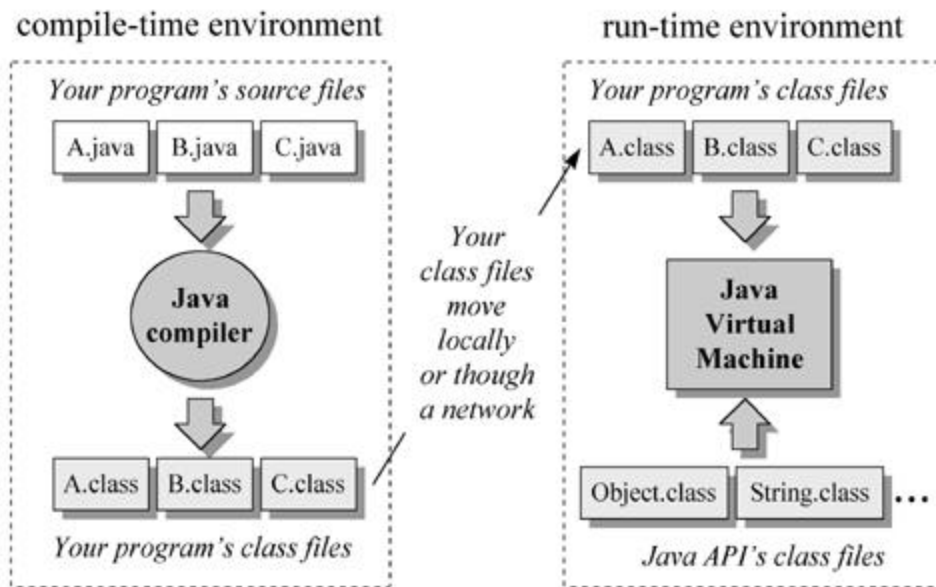 compile-time environment
Your program's source files
A.java B.java C.java
Java
compiler
A.class B.class C.class
Your program's class files
Your
class files
move
locally
or though
a network
run-time environment
Your program's class files
A.class B.class C.class
Java
Virtual
Machine
Object.class String.class ...
Java API's class files